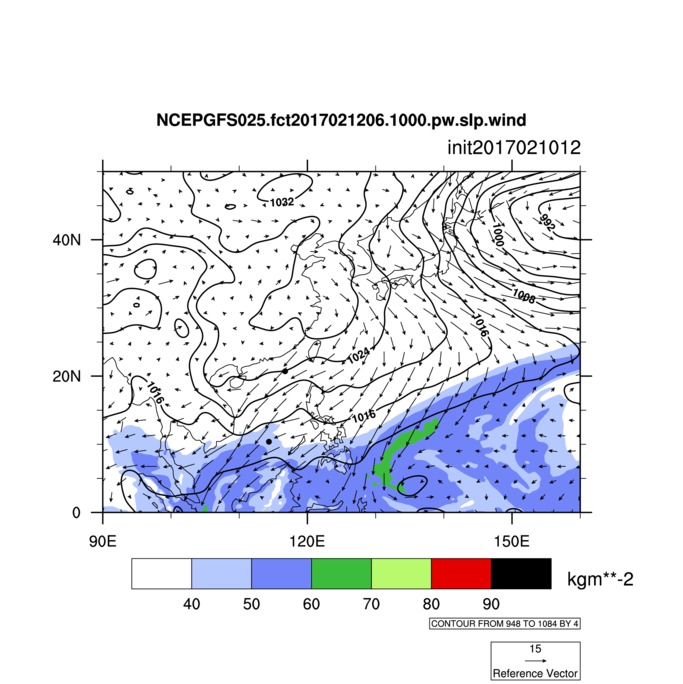 NCEPGFS025.fct2017021206.1000.pw.slp.wind
init2017021012
1032
992
1000
40N
1008
1016
1024
20N
1016
1016
0
90E 120E 150E
kgm**-2
40 50 60 70 80 90
CONTOUR FROM 948 TO 1084 BY 4
15
Reference Vector